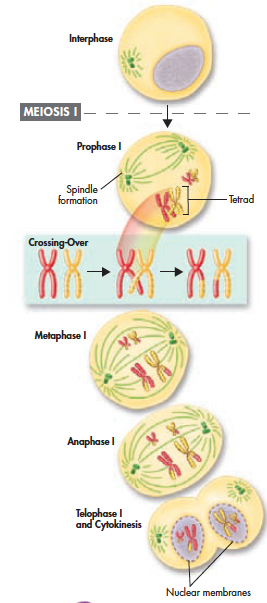 Interphase
MEIOSIS I
Prophase I
Spindle
formation
Tetrad
Crossing-Over
Metaphase I
Anaphase I
Telophase I
and Cytokinesis
Nuclear membranes